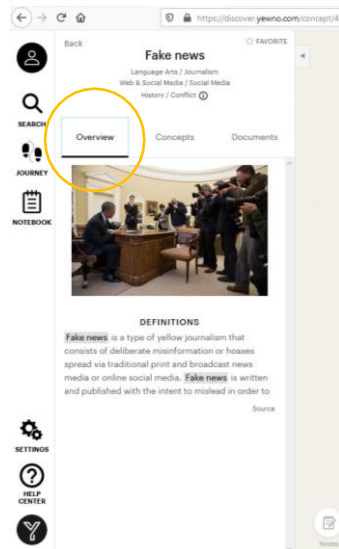 https://discover.yewno.com/concept/4
Back
FAVORITE
Fake news
Language Arts / Journalism
Web & Social Media / Social Media
History / Conflict
SEARCH
Overview
Concepts
Documents
JOURNEY
NOTEBOOK
DEFINITIONS
Fake news is a type of yellow journalism that
consists of deliberate misinformation or hoaxes
spread via traditional print and broadcast news
media or online social media. Fake news is written
and published with the intent to mislead in order to
Source
SETTINGS
HELP
CENTER
Notes